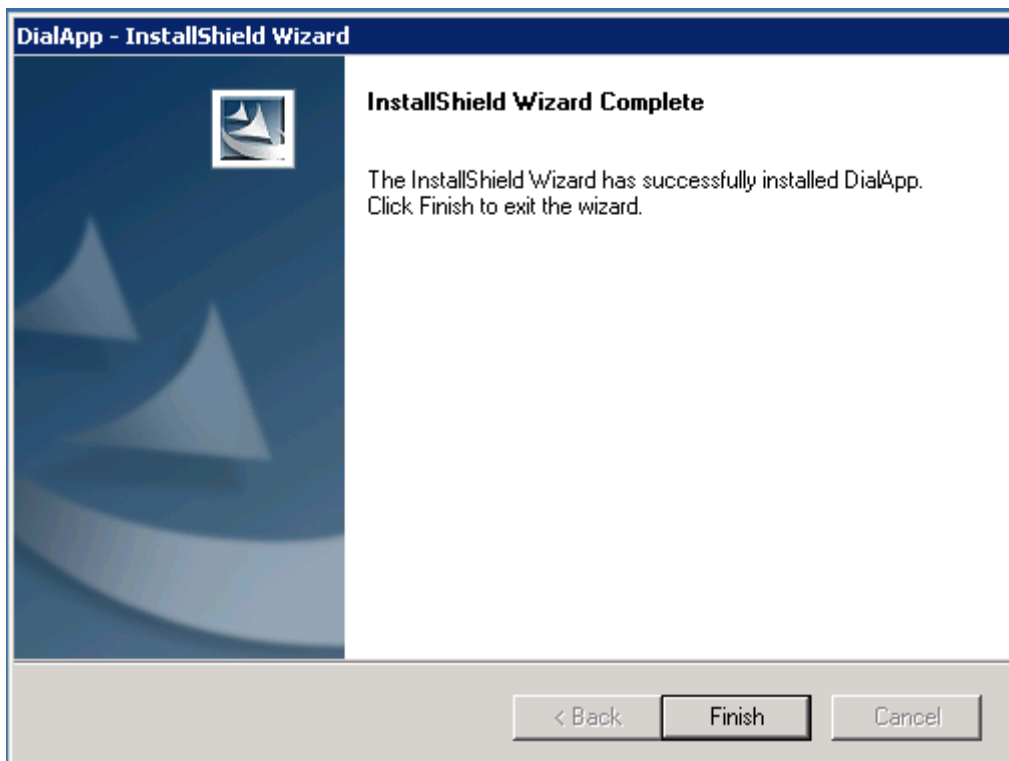 DialApp - InstallShield Wizard
InstallShield Wizard Complete
The InstallShield Wizard has successfully installed DialApp.
Click Finish to exit the wizard.
< Back
Finish
Cancel